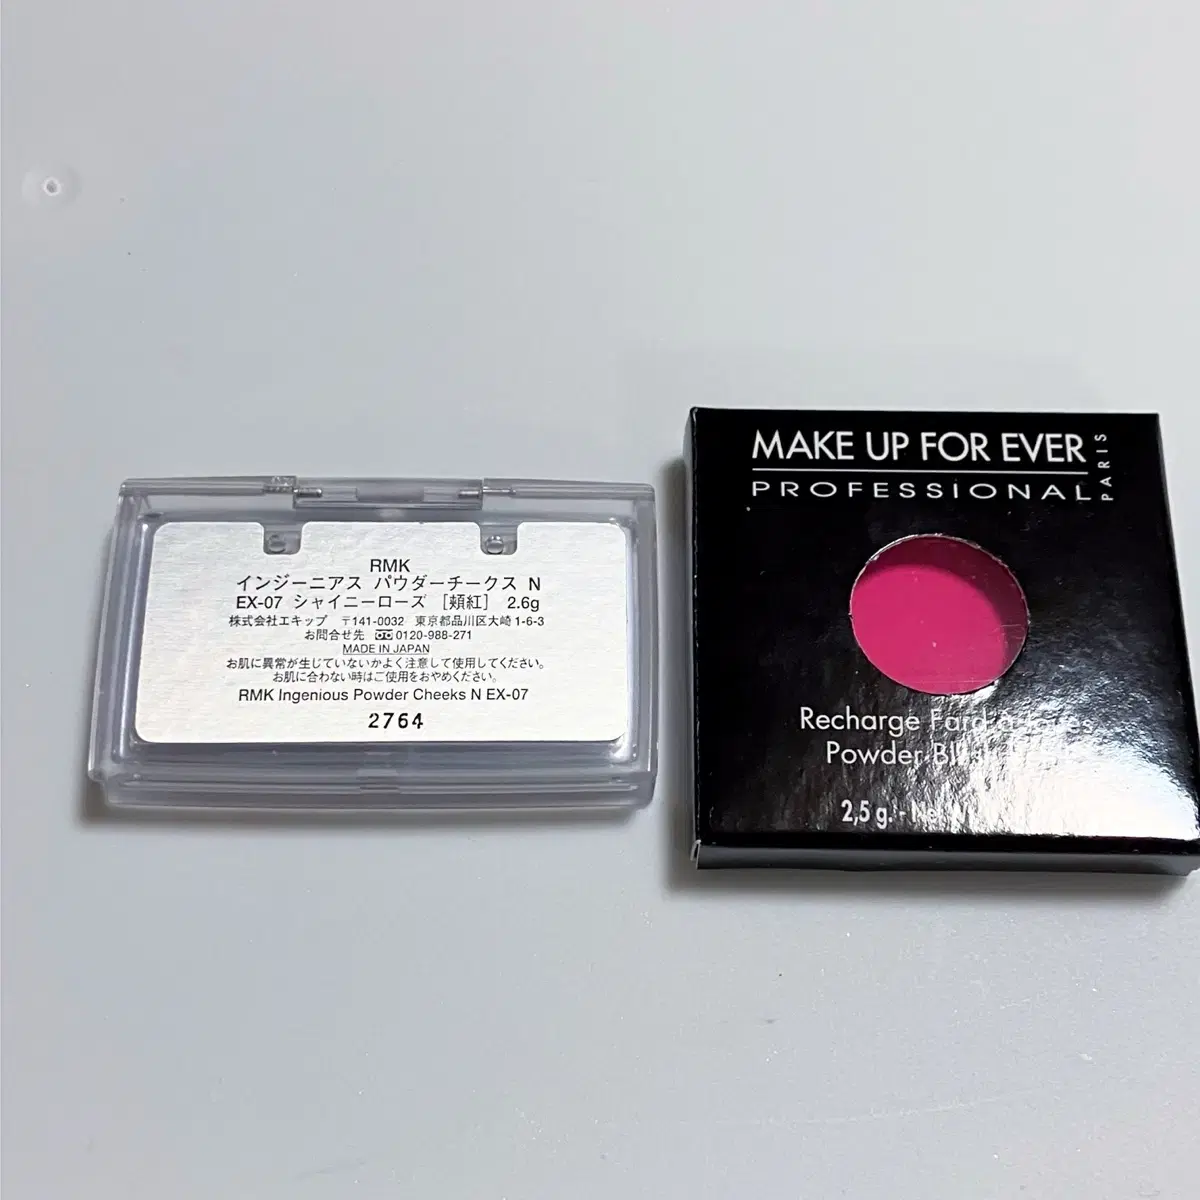 RMK
インジーニアス パウダーチークス N
EX-07 シャイニーローズ [頬紅] 2.6g
株式会社エキップ 〒141-0032 東京都品川区大崎1-6-3
お問合せ先 0120-988-271
MADE IN JAPAN
お肌に異常が生じていないかよく注意して使用してください。
お肌に合わない時はご使用をおやめください。
RMK Ingenious Powder Cheeks N EX-07
2764
MAKE UP FOR EVER
PROFESSIONAL
PARIS
Recharge Fard à
Powder
2,5 g. - Net